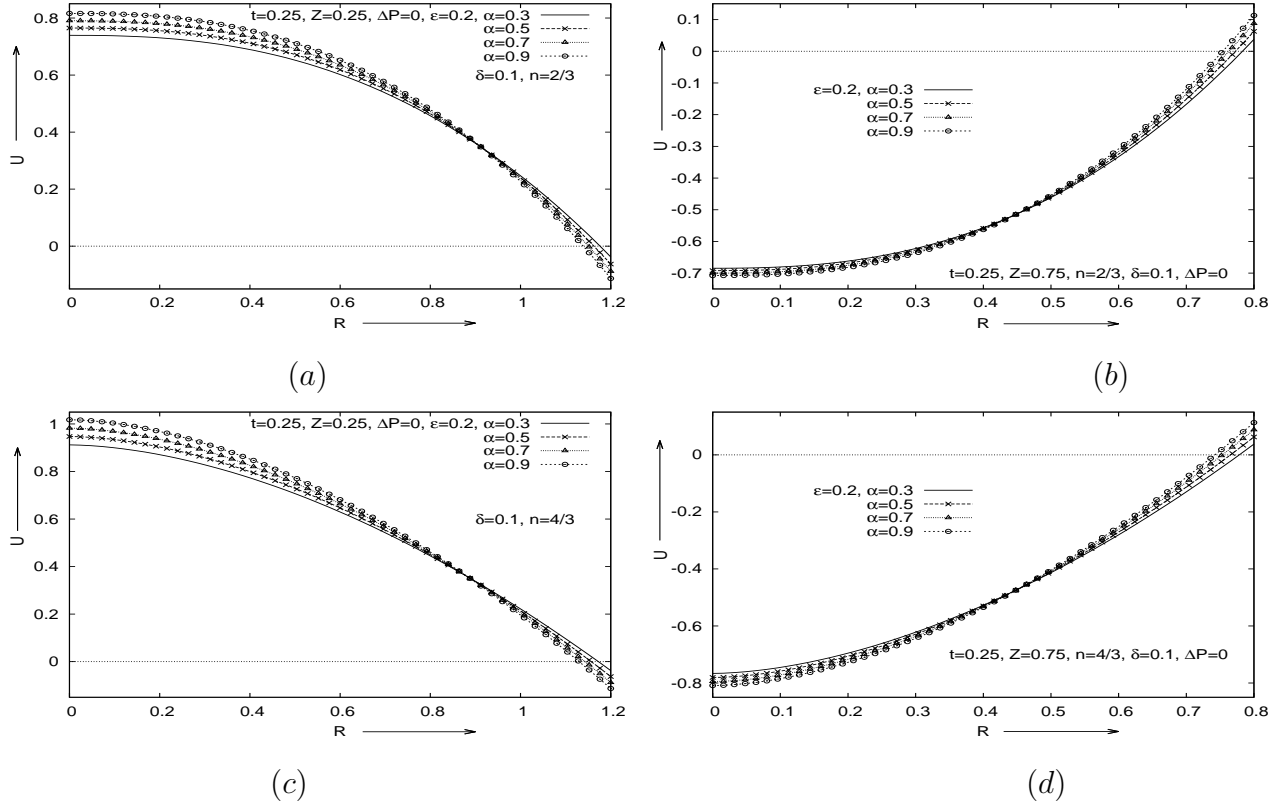 0.8
0.6
0.4
0.2
0
U
t=0.25, Z=0.25, ΔP=0, ε=0.2, α=0.3
α=0.5
α=0.7
α=0.9
δ=0.1, n=2/3
0 0.2 0.4 0.6 0.8 1 1.2
R
(a)
0.1
0
-0.1
-0.2
-0.3
-0.4
-0.5
-0.6
-0.7
U
ε=0.2, α=0.3
α=0.5
α=0.7
α=0.9
t=0.25, Z=0.75, n=2/3, δ=0.1, ΔP=0
0 0.1 0.2 0.3 0.4 0.5 0.6 0.7 0.8
R
(b)
1
0.8
0.6
0.4
0.2
0
U
t=0.25, Z=0.25, ΔP=0, ε=0.2, α=0.3
α=0.5
α=0.7
α=0.9
δ=0.1, n=4/3
0 0.2 0.4 0.6 0.8 1 1.2
R
(c)
0.2
0
-0.2
-0.4
-0.6
-0.8
U
ε=0.2, α=0.3
α=0.5
α=0.7
α=0.9
t=0.25, Z=0.75, n=4/3, δ=0.1, ΔP=0
0 0.1 0.2 0.3 0.4 0.5 0.6 0.7 0.8
R
(d)